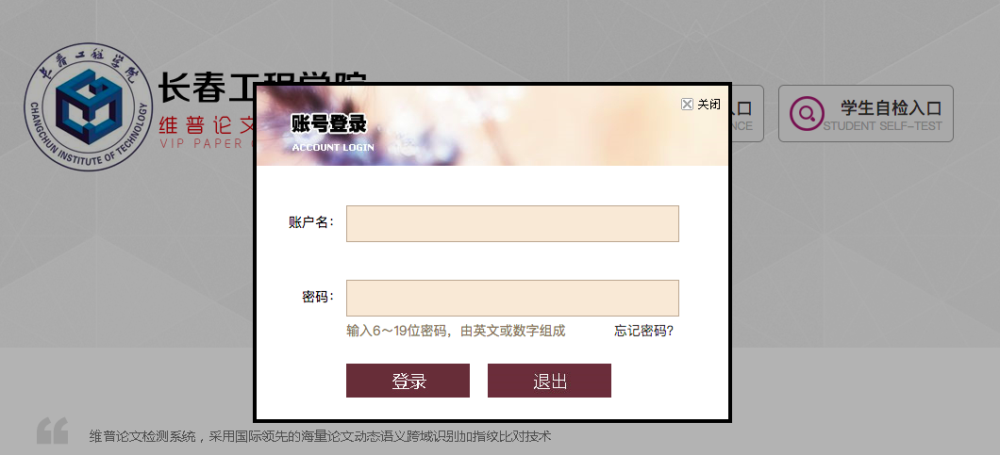 长春工程学院
CHANGCHUN INSTITUTE OF TECHNOLOGY
长春工程学院
维普论文
VIP PAPER
入口
NCE
学生自检入口
STUDENT SELF-TEST
关闭
账号登录
ACCOUNT LOGIN
账户名：
密码：
输入6～19位密码，由英文或数字组成
忘记密码?
登录
退出
维普论文检测系统，采用国际领先的海量论文动态语义跨域识别加指纹比对技术